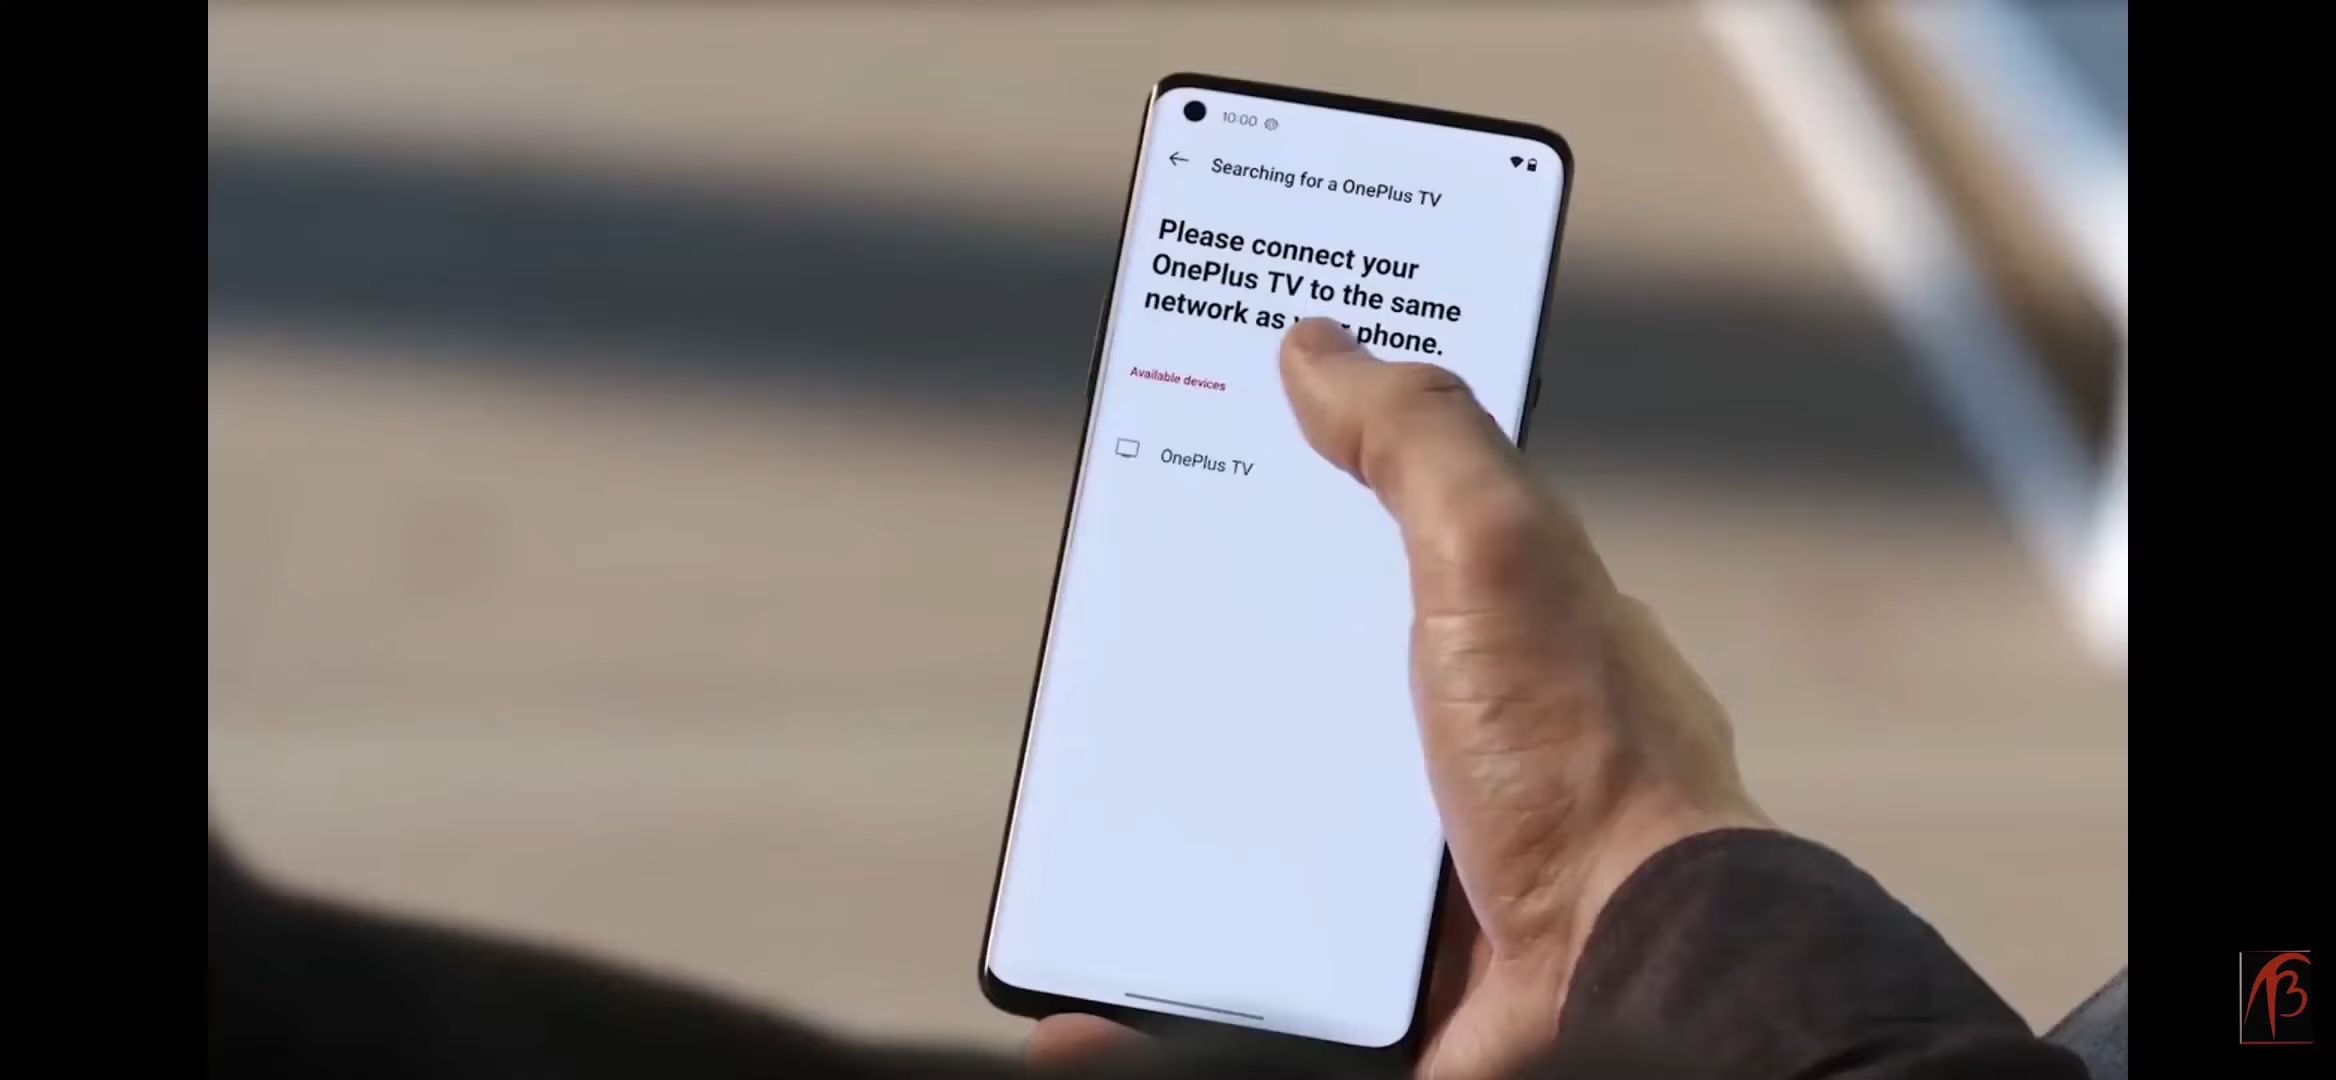 10:00
Searching for a OnePlus TV
Please connect your
OnePlus TV to the same
network as phone.
Available devices
OnePlus TV